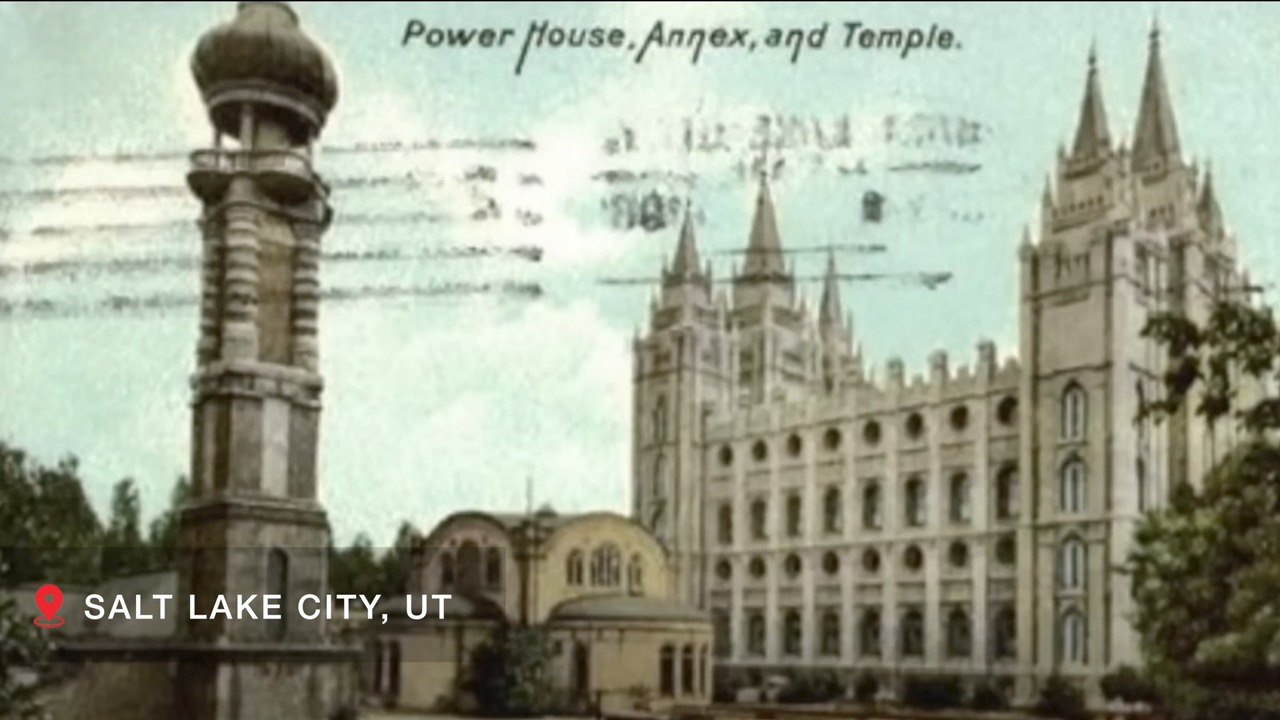 Power House, Annex, and Temple.
SALT LAKE CITY, UT